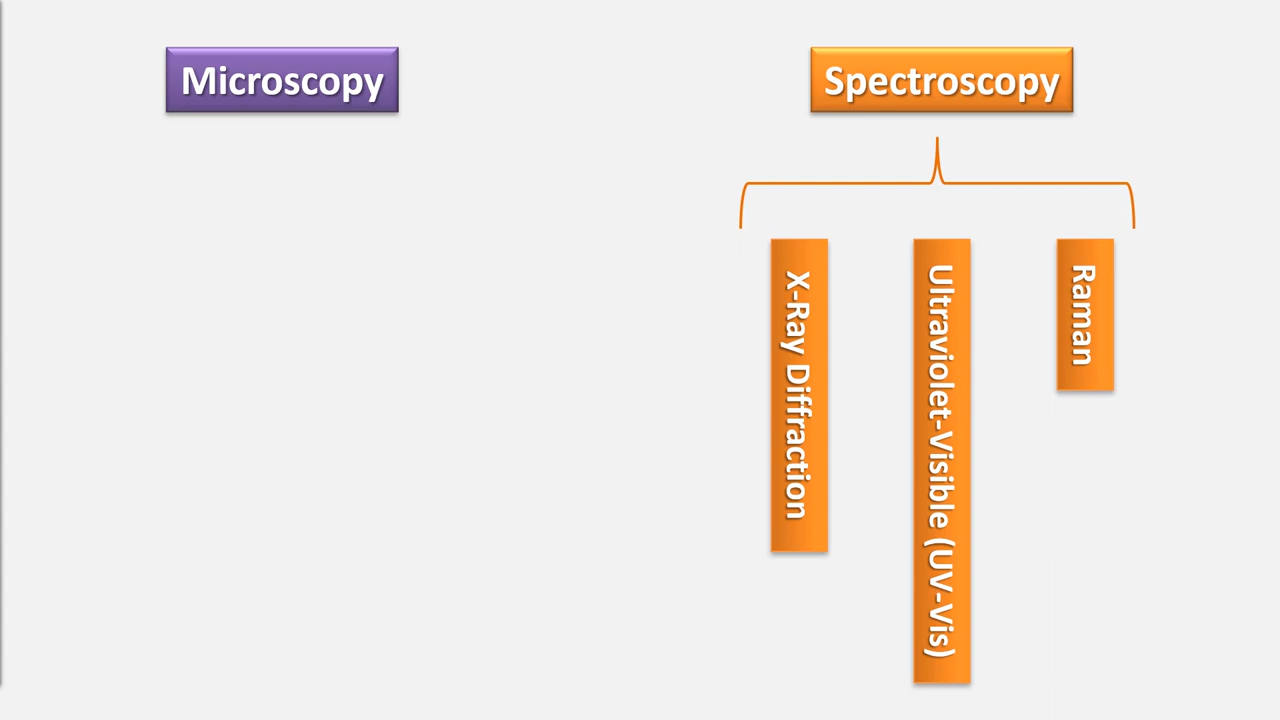 Microscopy
Spectroscopy
X-Ray Diffraction
Ultraviolet-Visible (UV-Vis)
Raman